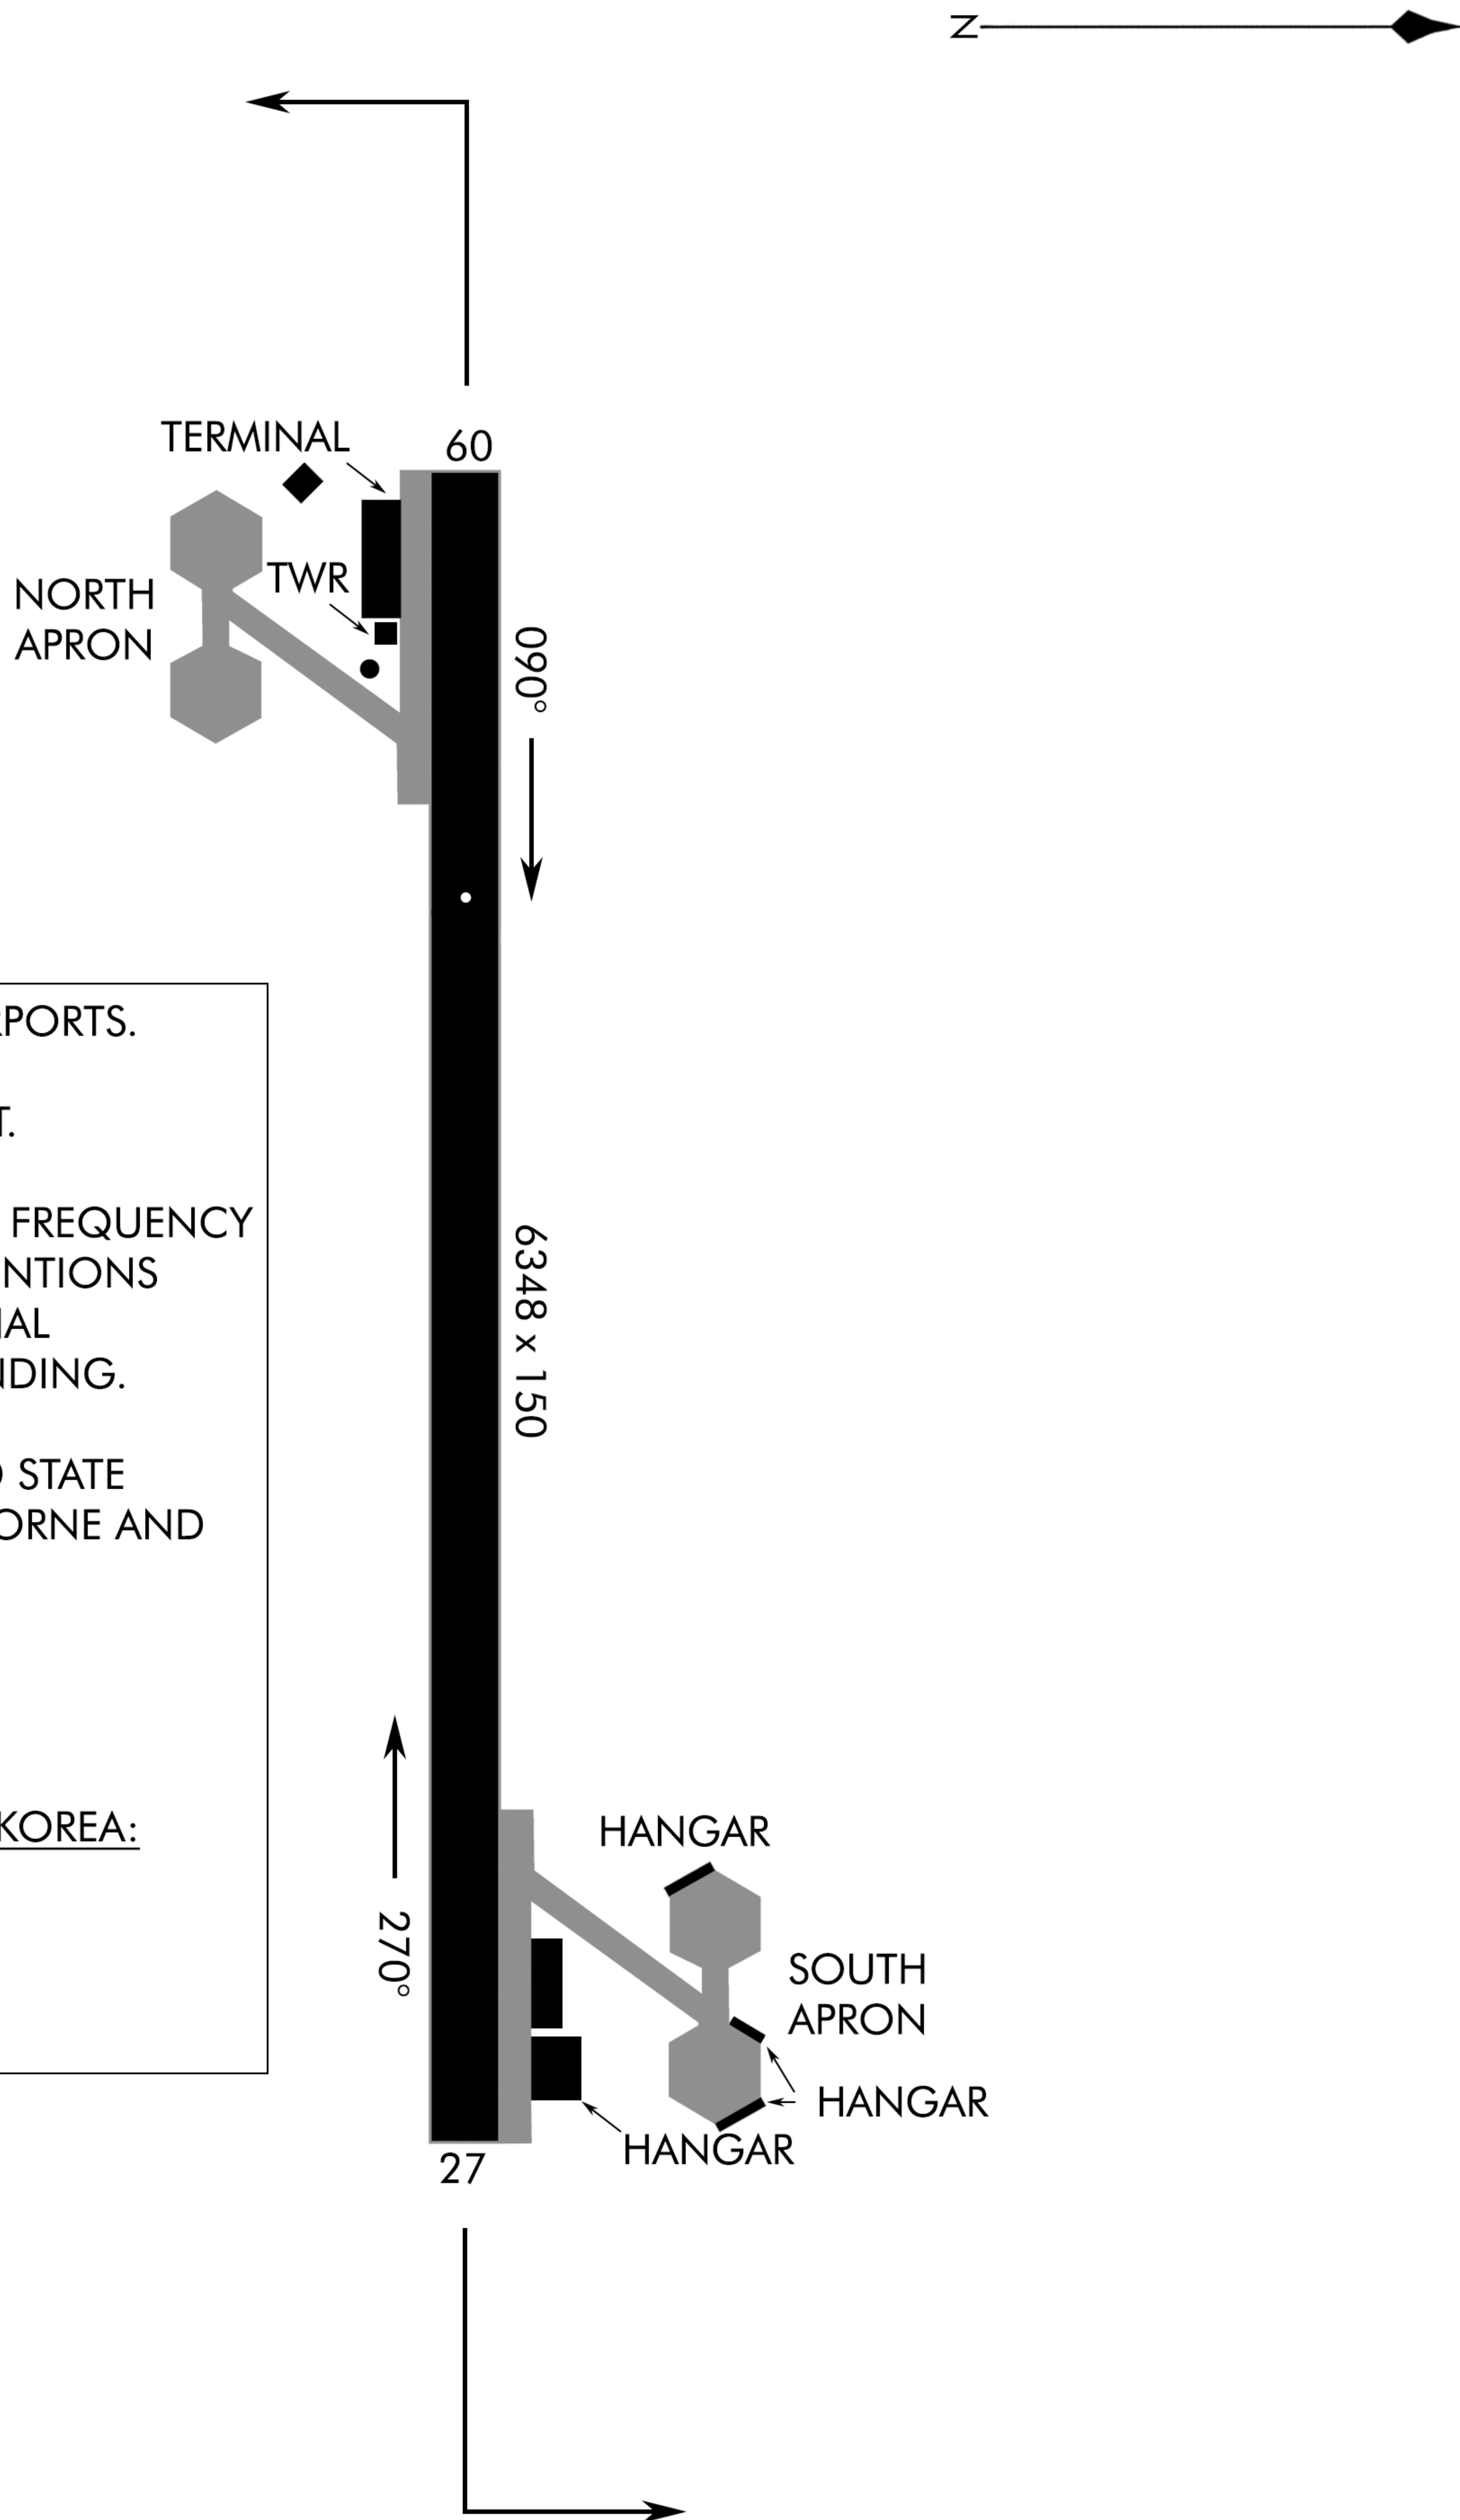 N
TERMINAL
60
TWR
NORTH
APRON
090°
RPORTS.
T.
FREQUENCY
NTIONS
AL
NDING.
STATE
ORNE AND
6348 x 150
KOREA:
270°
HANGAR
SOUTH
APRON
HANGAR
HANGAR
27